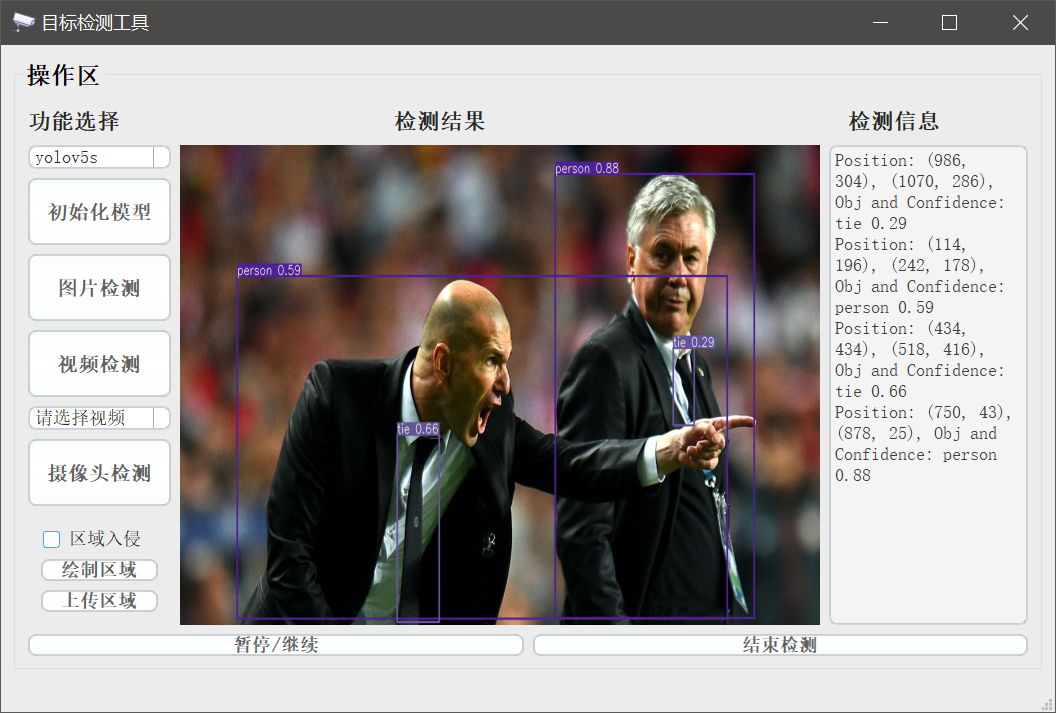 目标检测工具
操作区
功能选择
检测结果
检测信息
yolov5s
初始化模型
图片检测
视频检测
请选择视频
摄像头检测
区域入侵
绘制区域
上传区域
person 0.88
person 0.59
tie 0.29
tie 0.66
Position: (986,
304), (1070, 286),
Obj and Confidence:
tie 0.29
Position: (114,
196), (242, 178),
Obj and Confidence:
person 0.59
Position: (434,
434), (518, 416),
Obj and Confidence:
tie 0.66
Position: (750, 43),
(878, 25), Obj and
Confidence: person
0.88
暂停/继续
结束检测